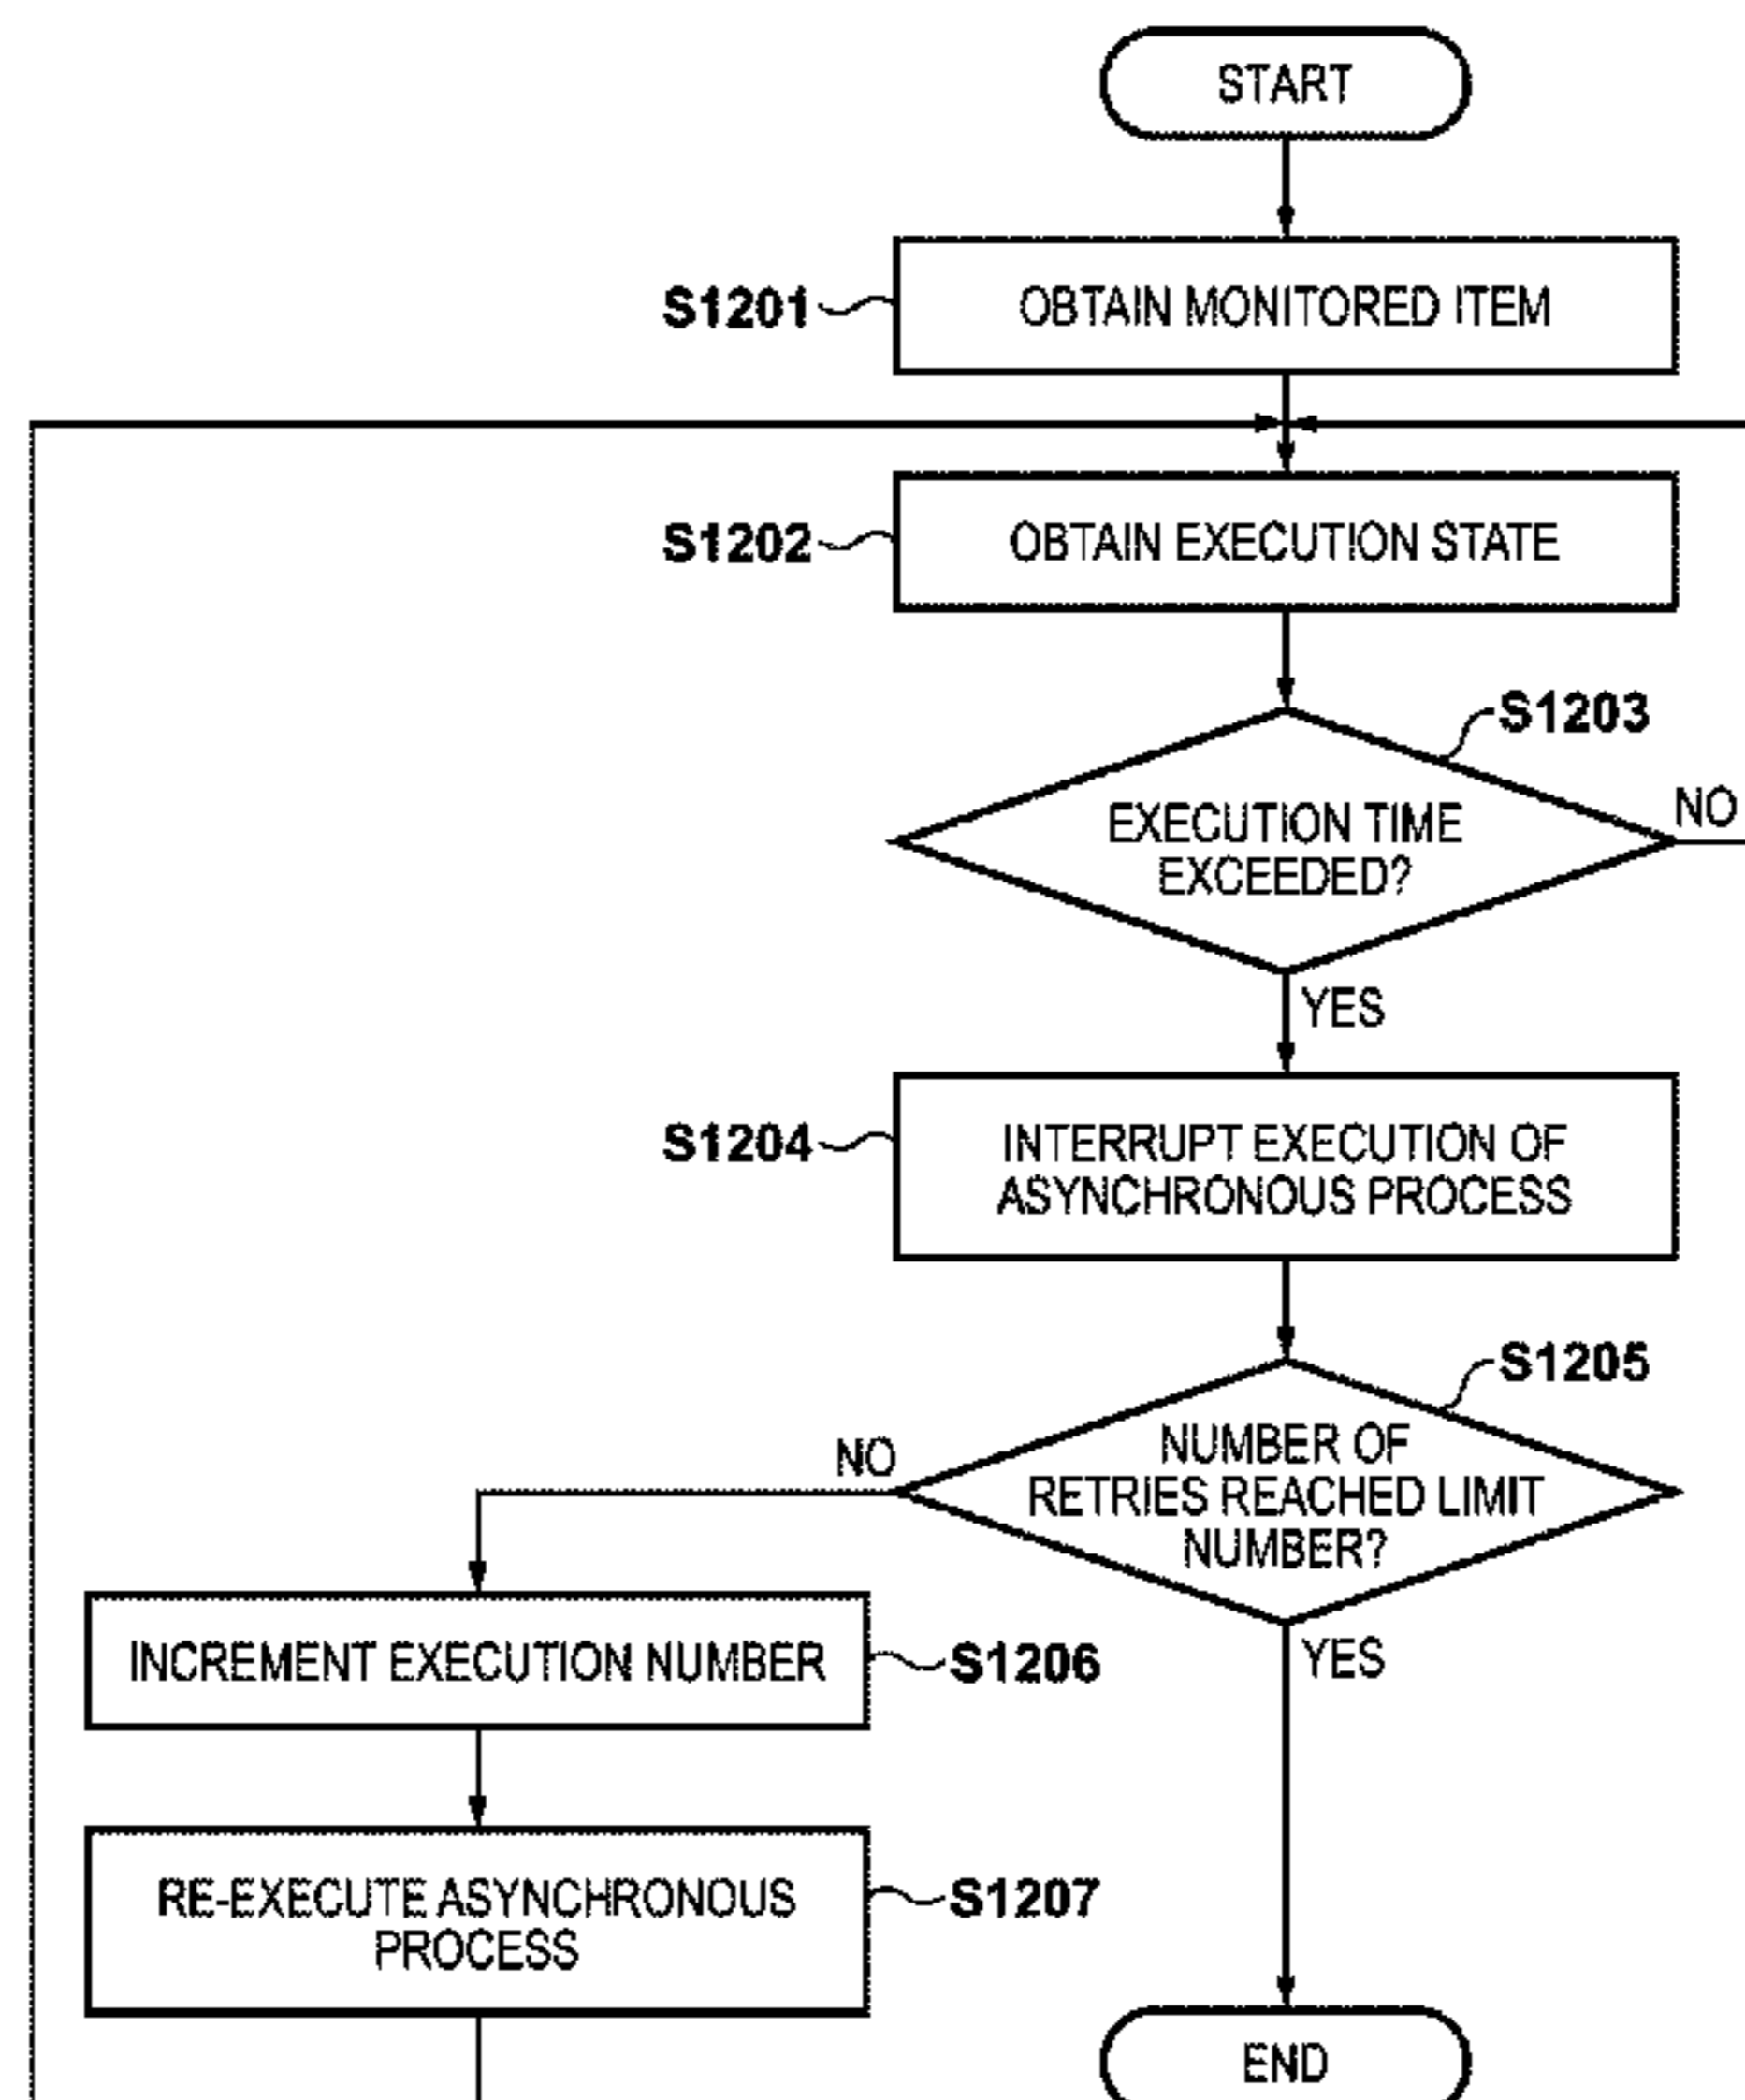 START
S1201
OBTAIN MONITORED ITEM
S1202
OBTAIN EXECUTION STATE
S1203
EXECUTION TIME
EXCEEDED?
NO
YES
S1204
INTERRUPT EXECUTION OF
ASYNCHRONOUS PROCESS
S1205
NUMBER OF
RETRIES REACHED LIMIT
NUMBER?
NO
YES
INCREMENT EXECUTION NUMBER
S1206
RE-EXECUTE ASYNCHRONOUS
PROCESS
S1207
END